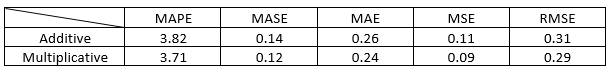 MAPE MASE MAE MSE RMSE
Additive 3.82 0.14 0.26 0.11 0.31
Multiplicative 3.71 0.12 0.24 0.09 0.29